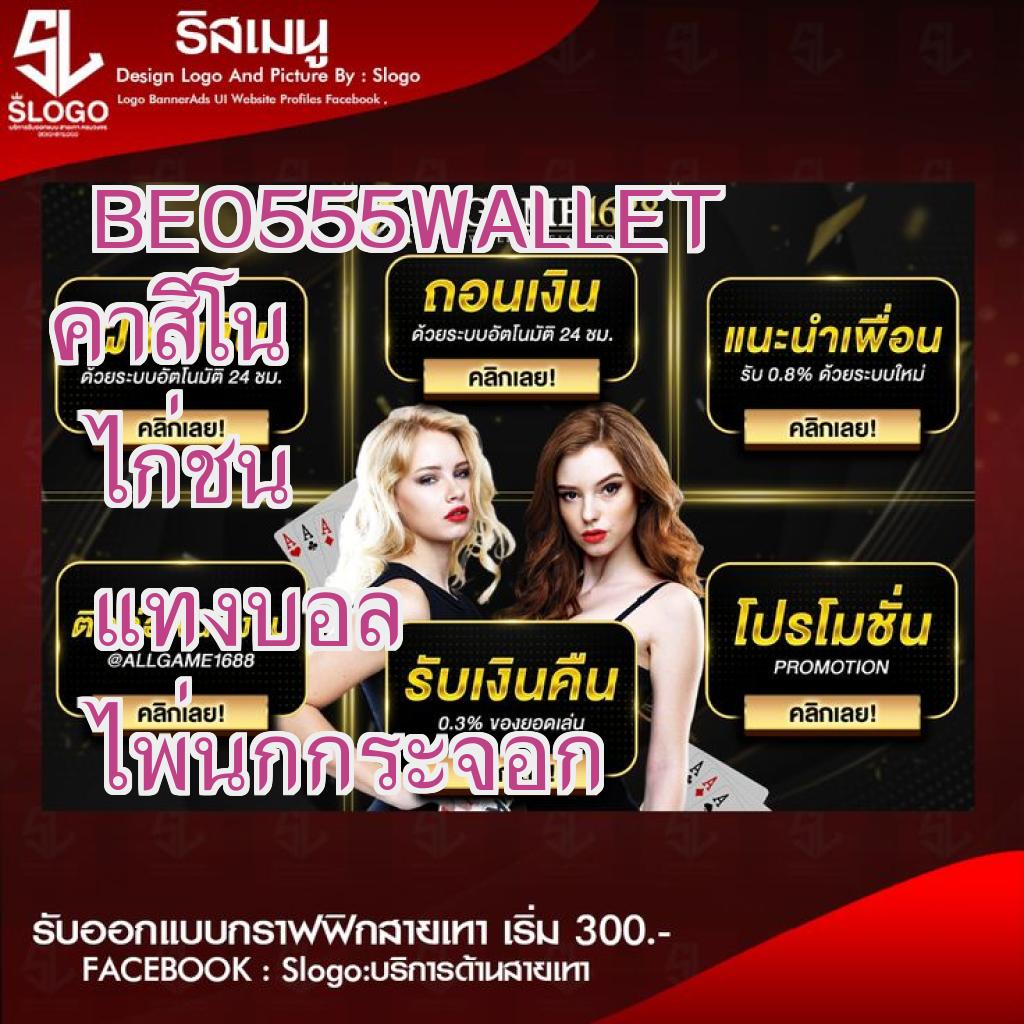 SL
SLOGO
ริสเมนู
Design Logo And Picture By : Slogo
Logo BannerAds UI Website Profiles Facebook .
BEO555WALLET
คาสิโน
ด้วยระบบอัตโนมัติ 24 ชม.
คลิกเลย!
ถอนเงิน
ด้วยระบบอัตโนมัติ 24 ชม.
คลิกเลย!
แนะนำเพื่อน
รับ 0.8% ด้วยระบบใหม่
คลิกเลย!
ไก่ชน
แทงบอล
@ALLGAME1688
คลิกเลย!
รับเงินคืน
0.3% ของยอดเล่น
โปรโมชั่น
PROMOTION
คลิกเลย!
ไพ่นกกระจอก
รับออกแบบกราฟฟิกสายเทา เริ่ม 300.-
FACEBOOK : Slogo:บริการด้านสายเทา